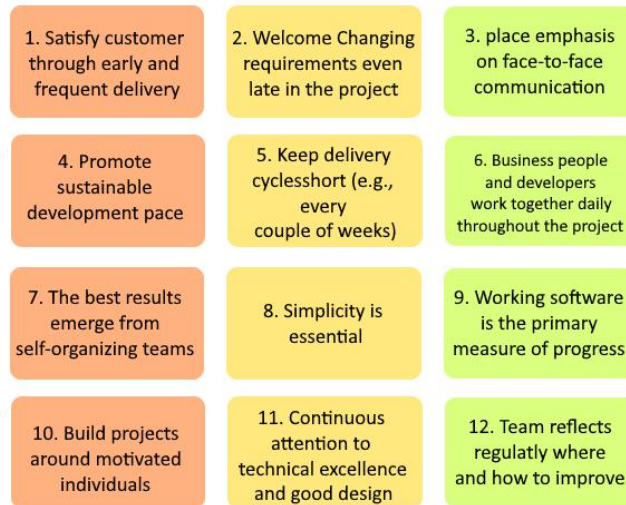 1. Satisfy customer
through early and
frequent delivery
2. Welcome Changing
requirements even
late in the project
3. place emphasis
on face-to-face
communication
4. Promote
sustainable
development pace
5. Keep delivery
cyclesshort (e.g.,
every
couple of weeks)
6. Business people
and developers
work together daily
throughout the project
7. The best results
emerge from
self-organizing teams
8. Simplicity is
essential
9. Working software
is the primary
measure of progress
10. Build projects
around motivated
individuals
11. Continuous
attention to
technical excellence
and good design
12. Team reflects
regulatly where
and how to improve